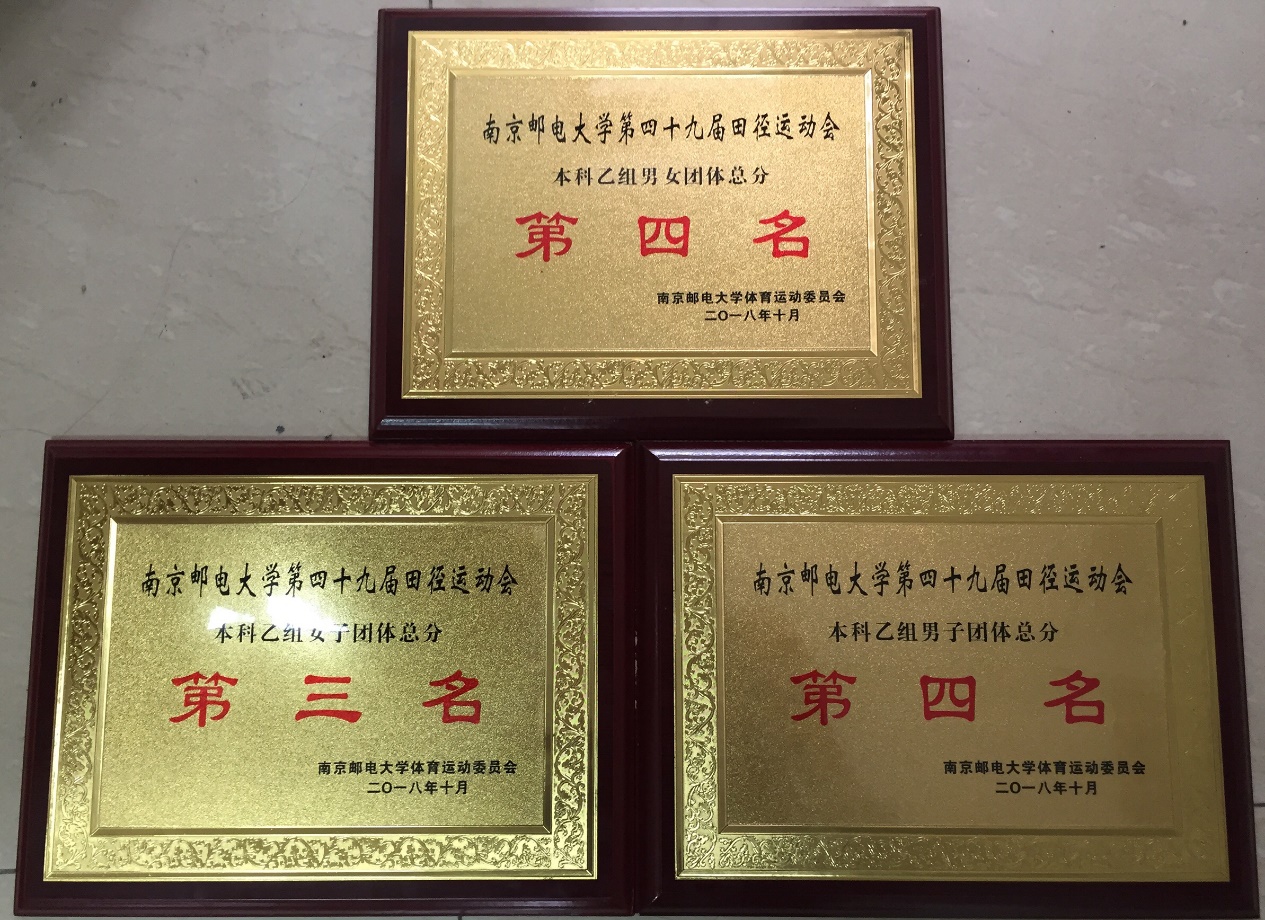 南京邮电大学第四十九届田径运动会
本科乙组男女团体总分
第四名
南京邮电大学体育运动委员会
二〇一八年十月
南京邮电大学第四十九届田径运动会
本科乙组女子团体总分
第三名
南京邮电大学体育运动委员会
二〇一八年十月
南京邮电大学第四十九届田径运动会
本科乙组男子团体总分
第四名
南京邮电大学体育运动委员会
二〇一八年十月